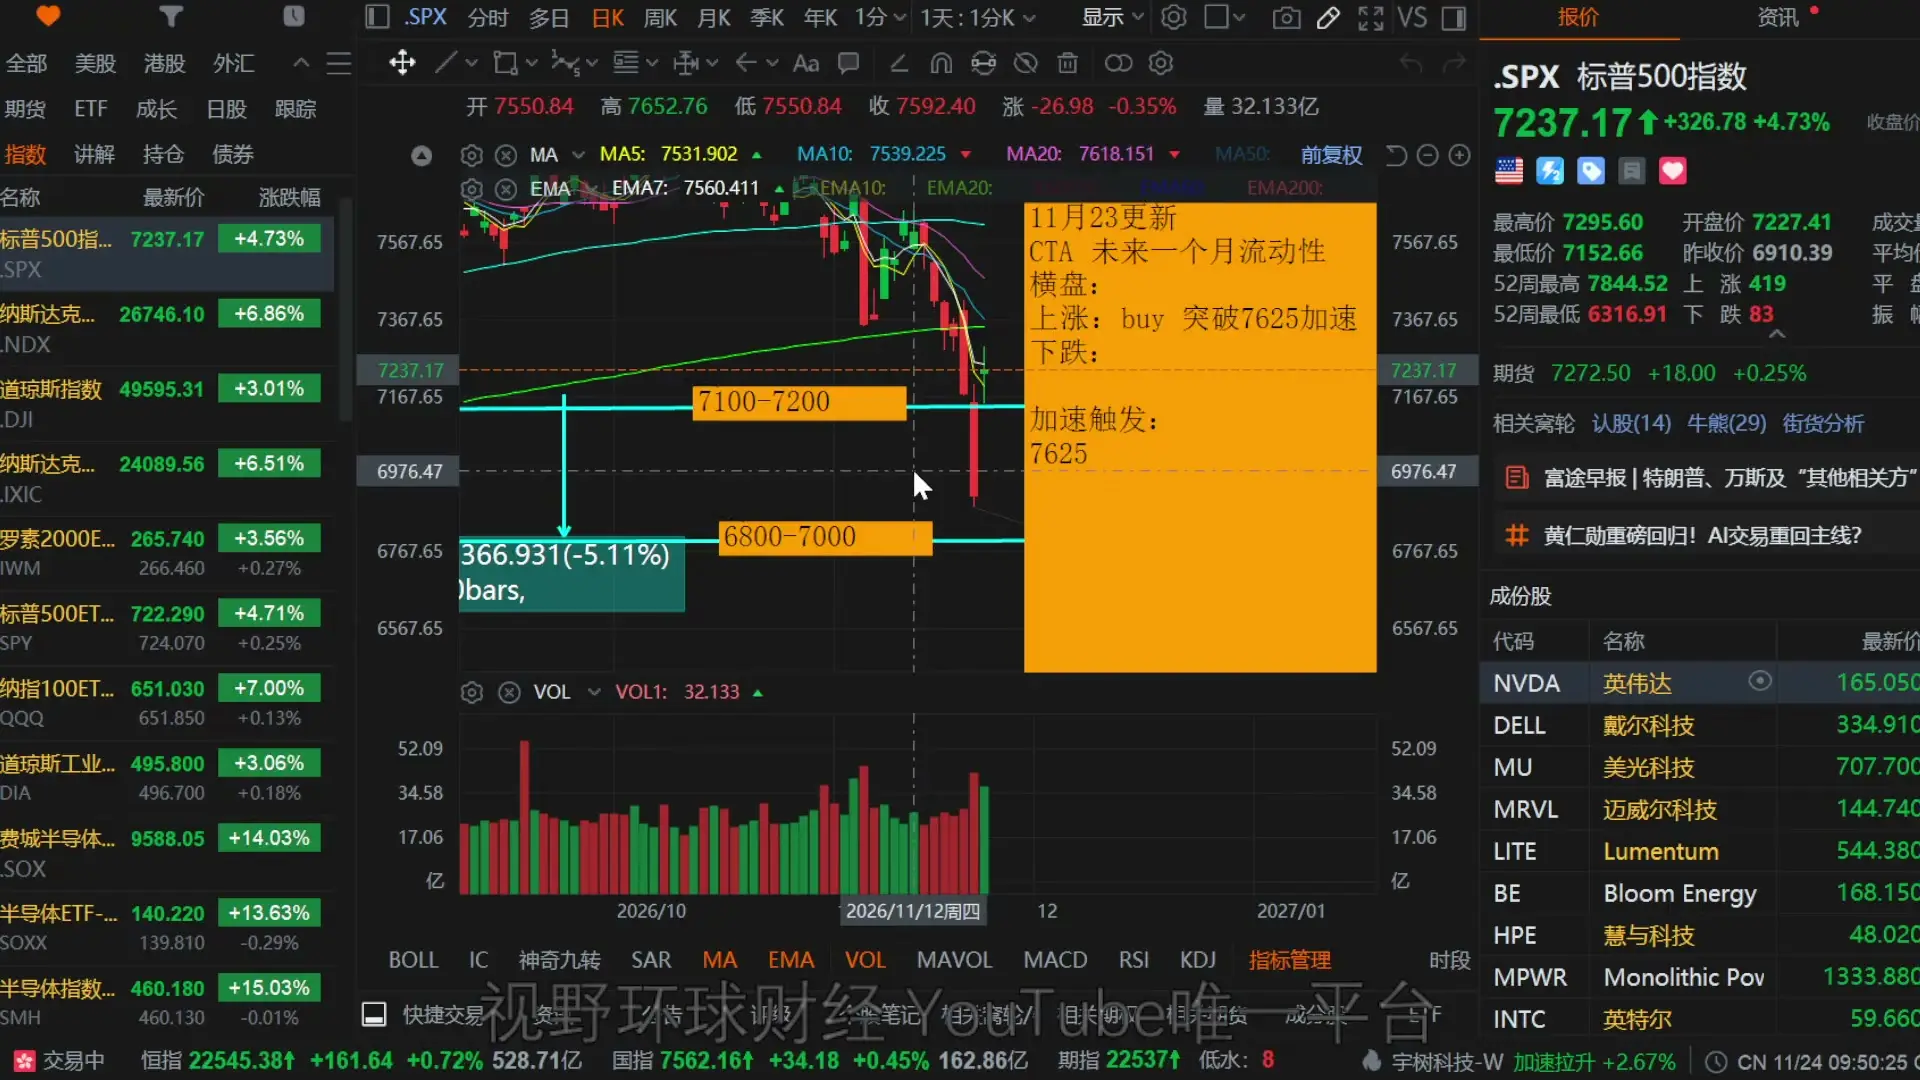 .SPX 分时 多日 日K 周K 月K 季K 年K 1分 1天:1分K 显示 VS
报价 资讯
全部 美股 港股 外汇
期货 ETF 成长 日股 跟踪
指数 讲解 持仓 债券
名称 最新价 涨跌幅
标普500指... 7237.17 +4.73%
.SPX
纳斯达克... 26746.10 +6.86%
.NDX
道琼斯指数 49595.31 +3.01%
.DJI
纳斯达克... 24089.56 +6.51%
.IXIC
罗素2000E... 265.740 +3.56%
IWM 266.460 +0.27%
标普500ET... 722.290 +4.71%
SPY 724.070 +0.25%
纳指100ET... 651.030 +7.00%
QQQ 651.850 +0.13%
道琼斯工业... 495.800 +3.06%
DIA 496.700 +0.18%
费城半导体... 9588.05 +14.03%
.SOX
半导体ETF-... 140.220 +13.63%
SOXX 139.810 -0.29%
半导体指数... 460.180 +15.03%
SMH 460.130 -0.01%
Aa
开 7550.84 高 7652.76 低 7550.84 收 7592.40 涨 -26.98 -0.35% 量 32.133亿
MA MA5: 7531.902 MA10: 7539.225 MA20: 7618.151 MA50: 前复权
EMA EMA7: 7560.411 EMA10: EMA20: EMA200:
7567.65 7567.65
7367.65 7367.65
7237.17 7237.17
7167.65 7167.65
6976.47 6976.47
6767.65 6767.65
6567.65 6567.65
7100-7200
6800-7000
366.931(-5.11%)
bars,
11月23更新
CTA 未来一个月流动性
横盘:
上涨: buy 突破7625加速
下跌:
加速触发:
7625
VOL VOL1: 32.133
52.09 52.09
34.58 34.58
17.06 17.06
亿 亿
2026/10 2026/11/12周四 12 2027/01
BOLL IC 神奇九转 SAR MA EMA VOL MAVOL MACD RSI KDJ 指标管理 时段
快捷交易
视野环球财经 YouTube唯一平台
.SPX 标普500指数
7237.17 +326.78 +4.73% 收盘价
最高价 7295.60 开盘价 7227.41 成交
最低价 7152.66 昨收价 6910.39 平均
52周最高 7844.52 上 涨 419 平
52周最低 6316.91 下 跌 83 振
期货 7272.50 +18.00 +0.25%
相关窝轮 认股(14) 牛熊(29) 街货分析
富途早报 | 特朗普、万斯及“其他相关方”
黄仁勋重磅回归！AI交易重回主线?
成份股
代码 名称 最新价
NVDA 英伟达 165.050
DELL 戴尔科技 334.910
MU 美光科技 707.700
MRVL 迈威尔科技 144.740
LITE Lumentum 544.380
BE Bloom Energy 168.150
HPE 慧与科技 48.020
MPWR Monolithic Pov 1333.880
INTC 英特尔 59.660
交易中 恒指 22545.38 +161.64 +0.72% 528.71亿 国指 7562.16 +34.18 +0.45% 162.86亿 期指 22537 低水: 8 宇树科技-W 加速拉升 +2.67% CN 11/24 09:50:25